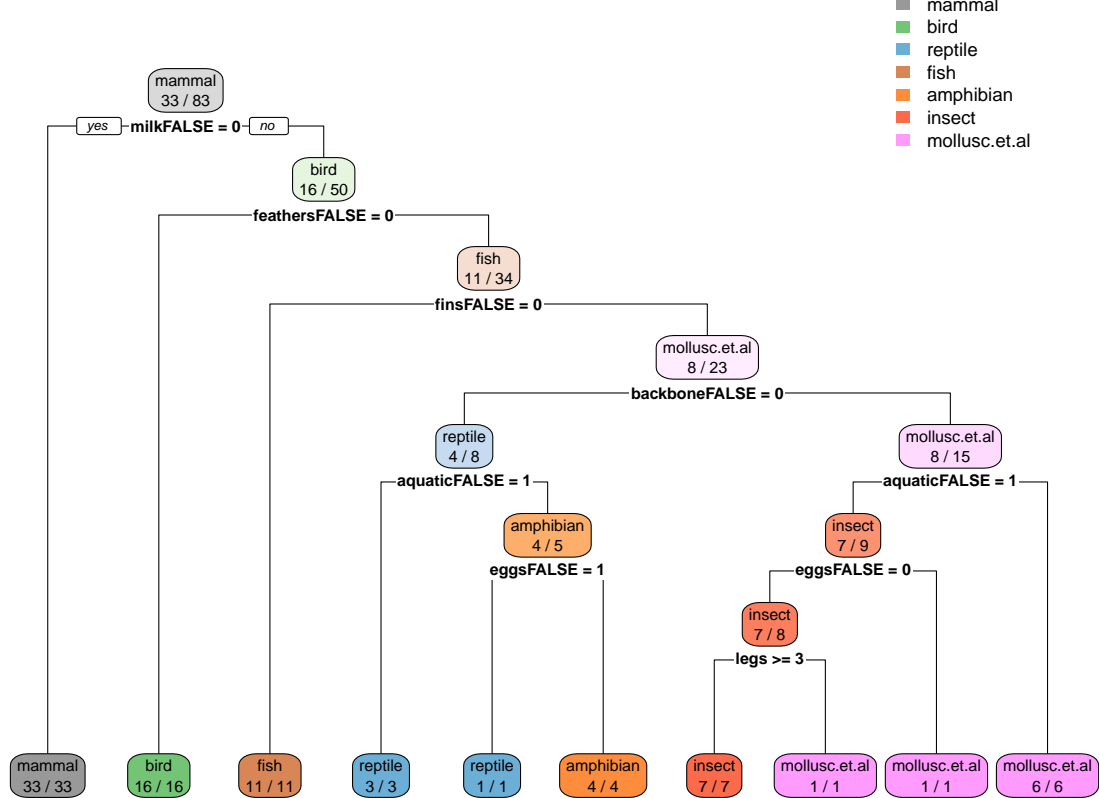 mammal
bird
reptile
fish
amphibian
insect
mollusc.et.al
mammal
33 / 83
yes milkFALSE = 0 no
bird
16 / 50
feathersFALSE = 0
fish
11 / 34
finsFALSE = 0
mollusc.et.al
8 / 23
backboneFALSE = 0
reptile
4 / 8
mollusc.et.al
8 / 15
aquaticFALSE = 1
aquaticFALSE = 1
amphibian
4 / 5
insect
7 / 9
eggsFALSE = 1
eggsFALSE = 0
insect
7 / 8
legs >= 3
mammal
33 / 33
bird
16 / 16
fish
11 / 11
reptile
3 / 3
reptile
1 / 1
amphibian
4 / 4
insect
7 / 7
mollusc.et.al
1 / 1
mollusc.et.al
1 / 1
mollusc.et.al
6 / 6